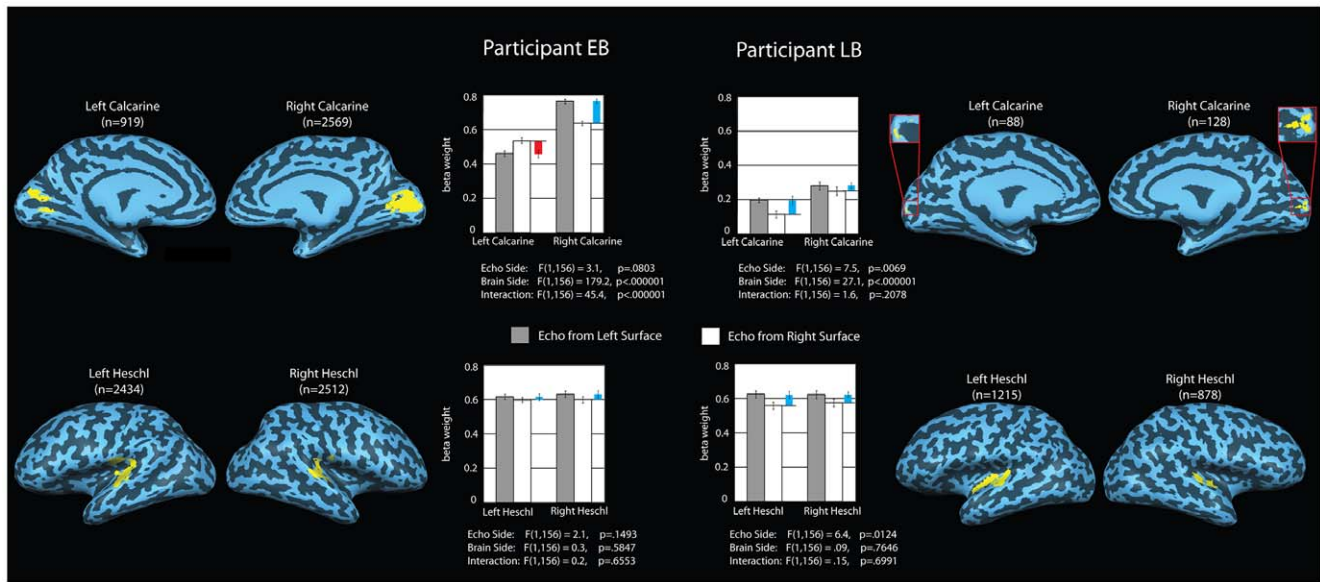 Participant EB
Participant LB
Left Calcarine
(n=919)
Right Calcarine
(n=2569)
0.8
0.6
0.4
0.2
0
beta weight
Left Calcarine
Right Calcarine
Echo Side: F(1,156) = 3.1, p=.0803
Brain Side: F(1,156) = 179.2, p<.000001
Interaction: F(1,156) = 45.4, p<.000001
0.8
0.6
0.4
0.2
0
beta weight
Left Calcarine
Right Calcarine
Echo Side: F(1,156) = 7.5, p=.0069
Brain Side: F(1,156) = 27.1, p<.000001
Interaction: F(1,156) = 1.6, p=.2078
Left Calcarine
(n=88)
Right Calcarine
(n=128)
Echo from Left Surface
Echo from Right Surface
Left Heschl
(n=2434)
Right Heschl
(n=2512)
0.8
0.6
0.4
0.2
0
beta weight
Left Heschl
Right Heschl
Echo Side: F(1,156) = 2.1, p=.1493
Brain Side: F(1,156) = 0.3, p=.5847
Interaction: F(1,156) = 0.2, p=.6553
0.8
0.6
0.4
0.2
0
beta weight
Left Heschl
Right Heschl
Echo Side: F(1,156) = 6.4, p=.0124
Brain Side: F(1,156) = .09, p=.7646
Interaction: F(1,156) = .15, p=.6991
Left Heschl
(n=1215)
Right Heschl
(n=878)